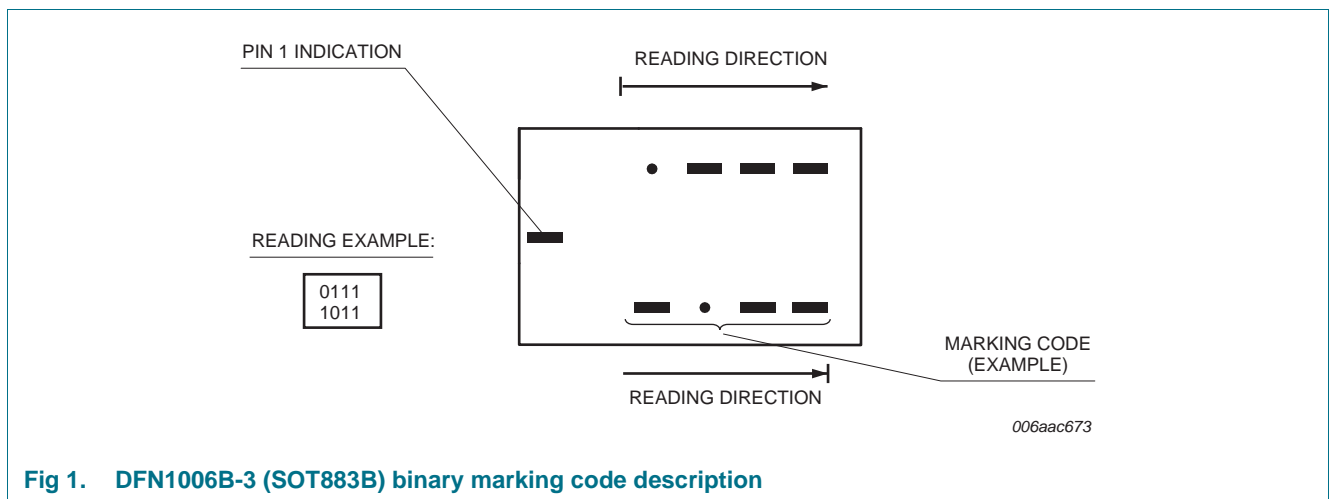 PIN 1 INDICATION
READING DIRECTION
READING EXAMPLE:
0111
1011
MARKING CODE
(EXAMPLE)
READING DIRECTION
006aac673
Fig 1. DFN1006B-3 (SOT883B) binary marking code description